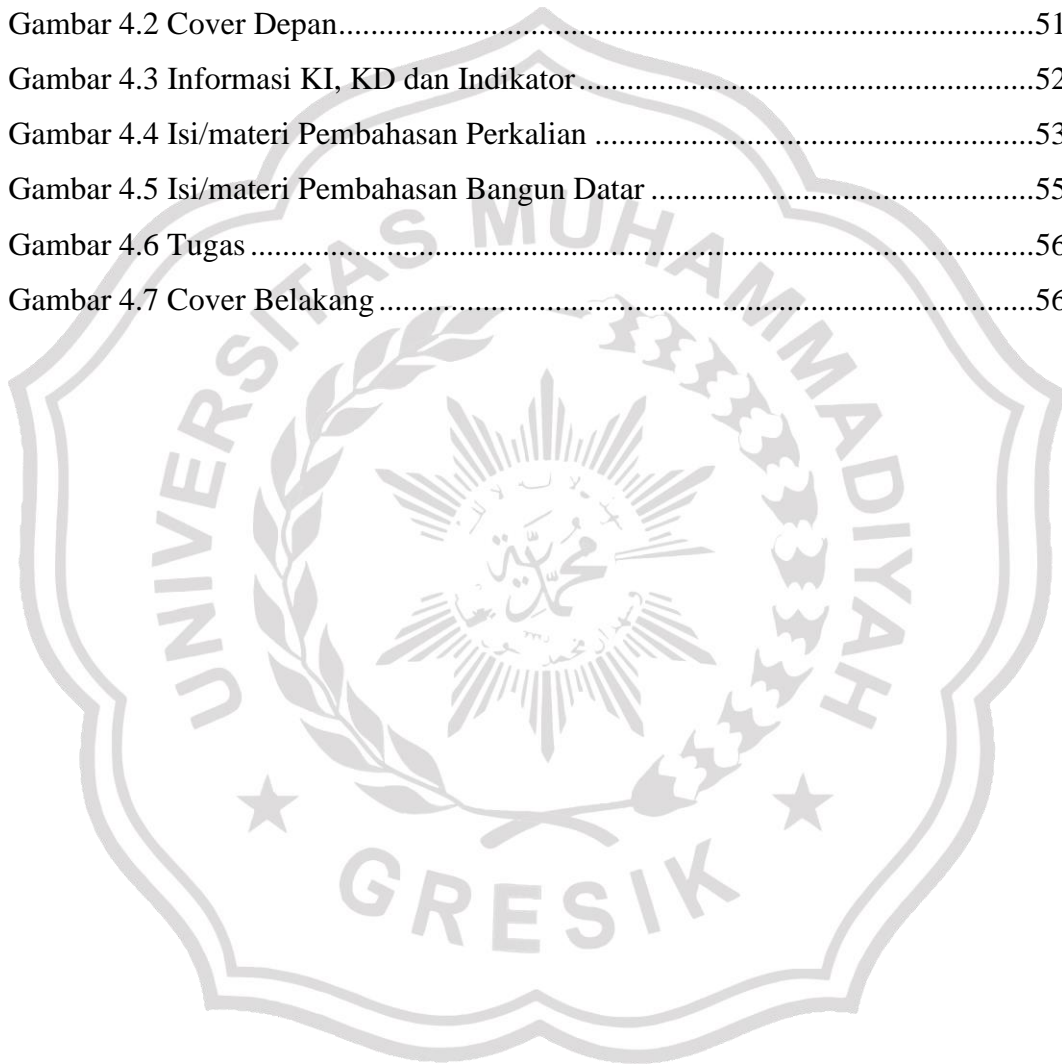 Gambar 4.2 Cover Depan.......................................................................................51
Gambar 4.3 Informasi KI, KD dan Indikator.........................................................52
Gambar 4.4 Isi/materi Pembahasan Perkalian .......................................................53
Gambar 4.5 Isi/materi Pembahasan Bangun Datar ................................................55
Gambar 4.6 Tugas ..................................................................................................56
Gambar 4.7 Cover Belakang..................................................................................56
UNIVERSITAS MUHAMMADIYAH
GRESIK